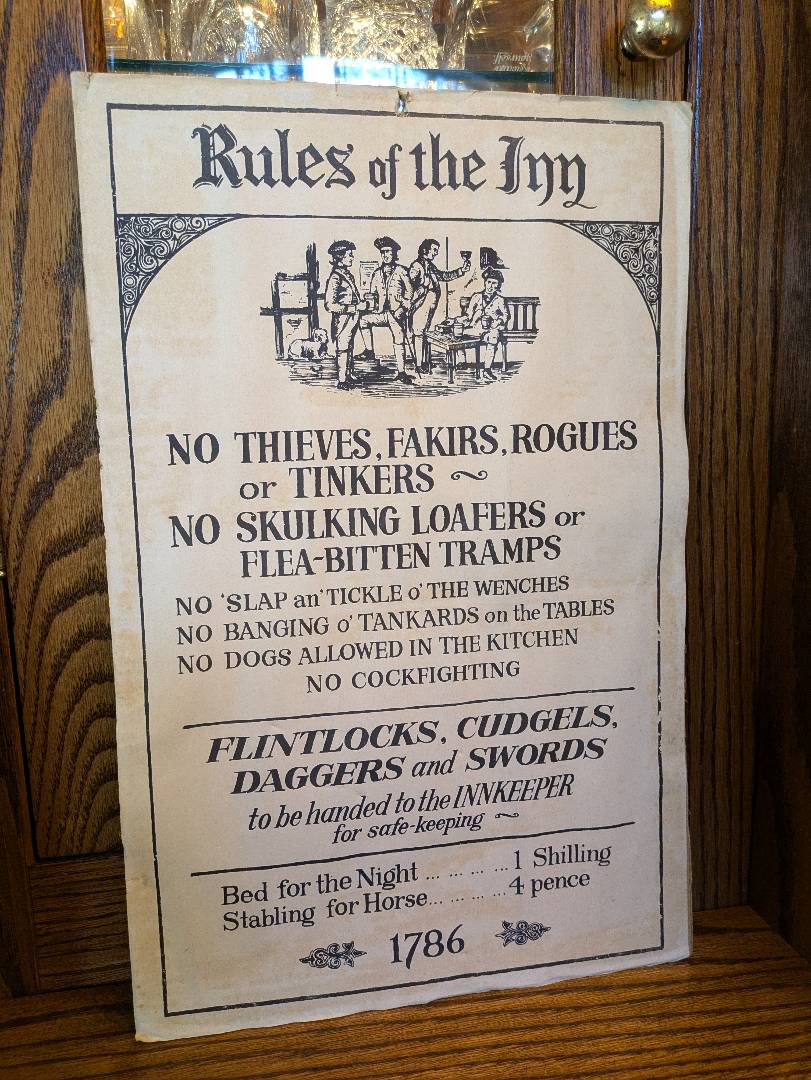 Rules of the Inn
NO THIEVES, FAKIRS, ROGUES
or TINKERS ~
NO SKULKING LOAFERS or
FLEA-BITTEN TRAMPS
NO 'SLAP an' TICKLE o' THE WENCHES
NO BANGING o' TANKARDS on the TABLES
NO DOGS ALLOWED IN THE KITCHEN
NO COCKFIGHTING
FLINTLOCKS, CUDGELS,
DAGGERS and SWORDS
to be handed to the INNKEEPER
for safe-keeping ~
Bed for the Night ... ... ... ... 1 Shilling
Stabling for Horse... ... ... ... 4 pence
1786